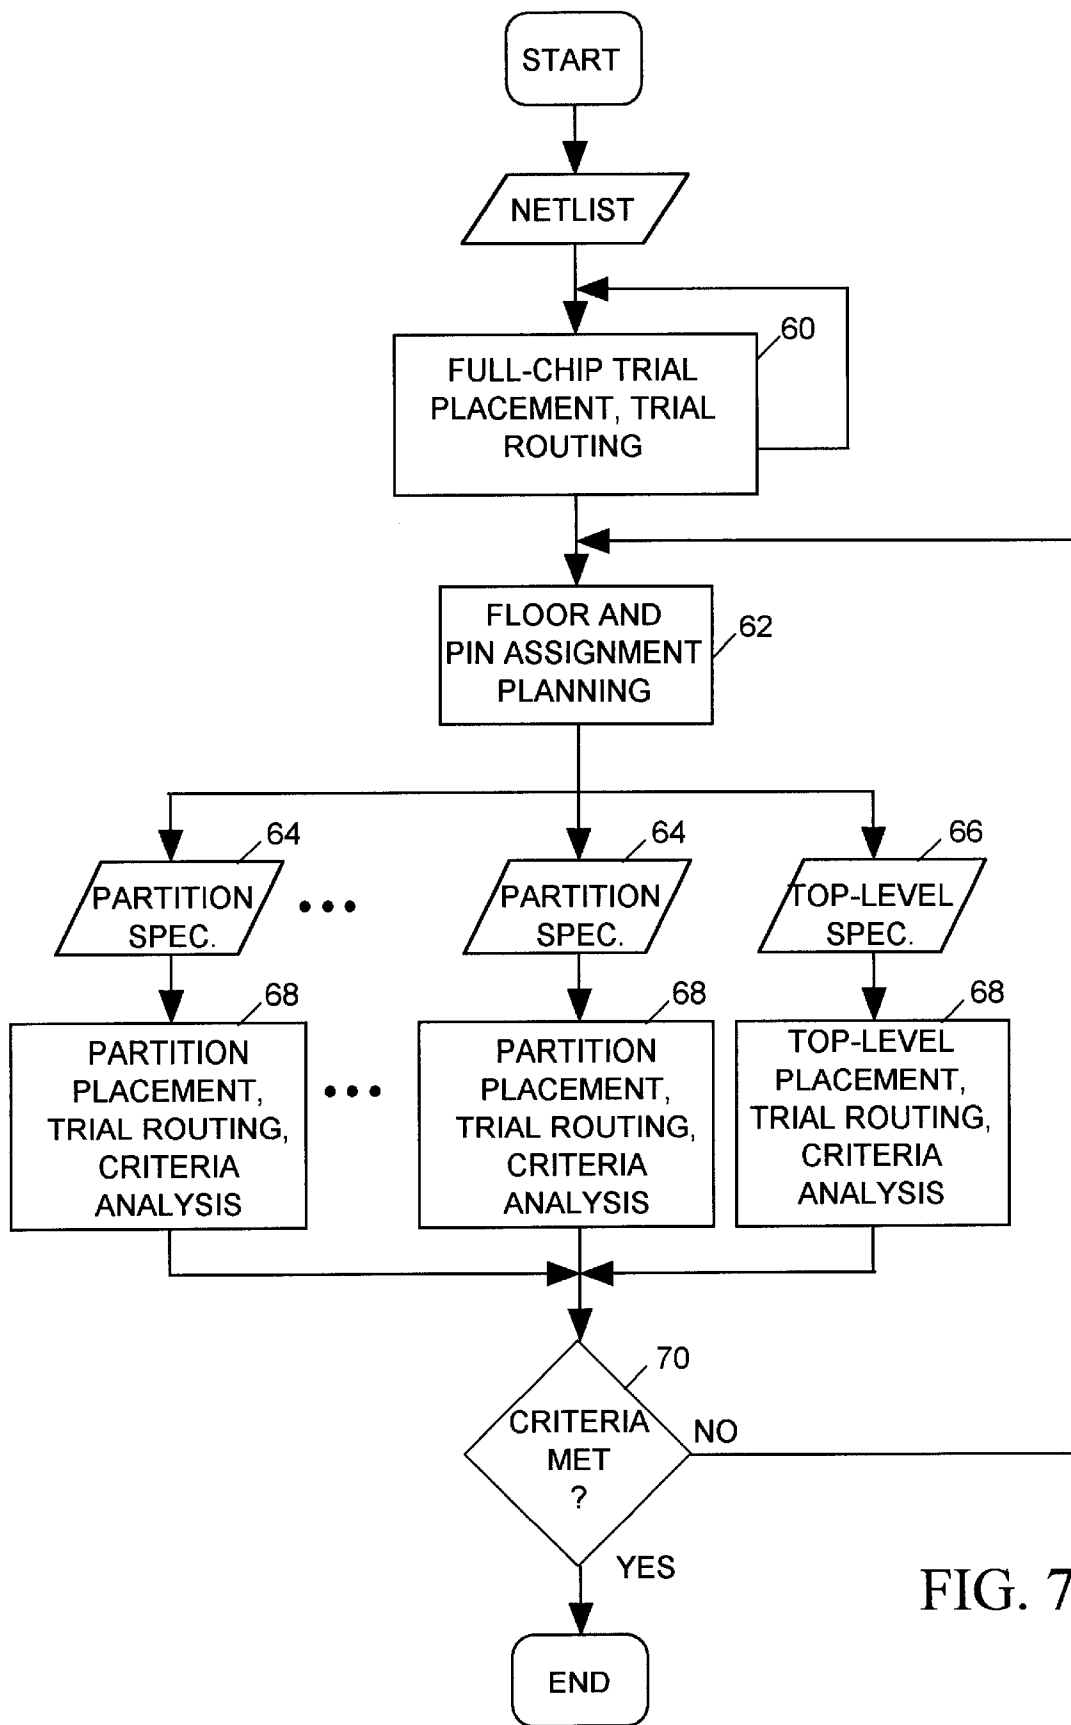 START
NETLIST
60
FULL-CHIP TRIAL
PLACEMENT, TRIAL
ROUTING
FLOOR AND
PIN ASSIGNMENT
PLANNING
62
64
PARTITION
SPEC.
64
PARTITION
SPEC.
66
TOP-LEVEL
SPEC.
68
PARTITION
PLACEMENT,
TRIAL ROUTING,
CRITERIA
ANALYSIS
68
PARTITION
PLACEMENT,
TRIAL ROUTING,
CRITERIA
ANALYSIS
68
TOP-LEVEL
PLACEMENT,
TRIAL ROUTING,
CRITERIA
ANALYSIS
70
CRITERIA
MET
?
NO
YES
END
FIG. 7